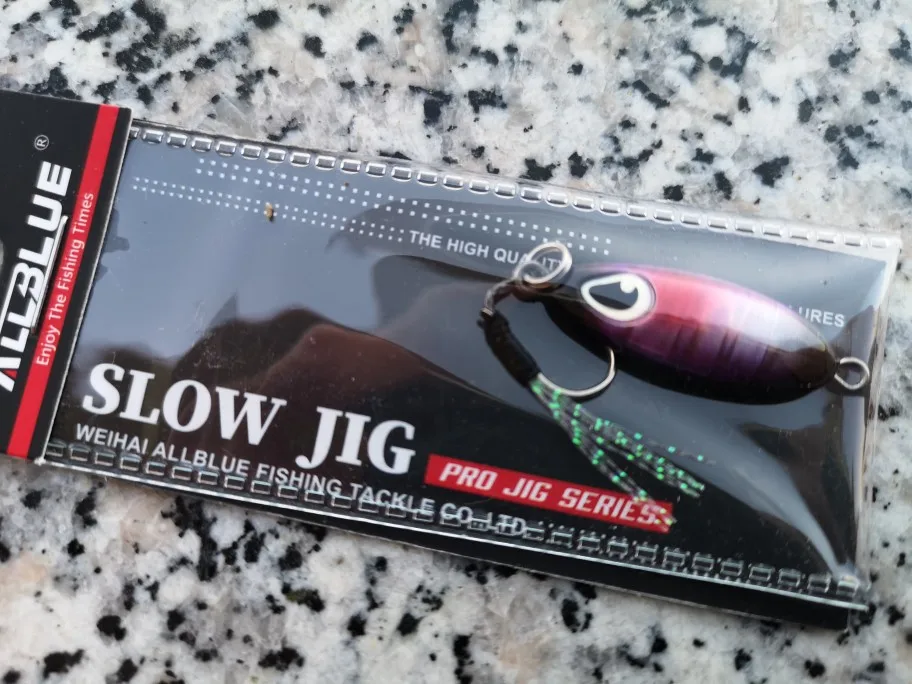 ALLBLUE®
Enjoy The Fishing Times
THE HIGH QUALITY
LURES
SLOW JIG
WEIHAI ALLBLUE FISHING TACKLE CO.,LTD
PRO JIG SERIES